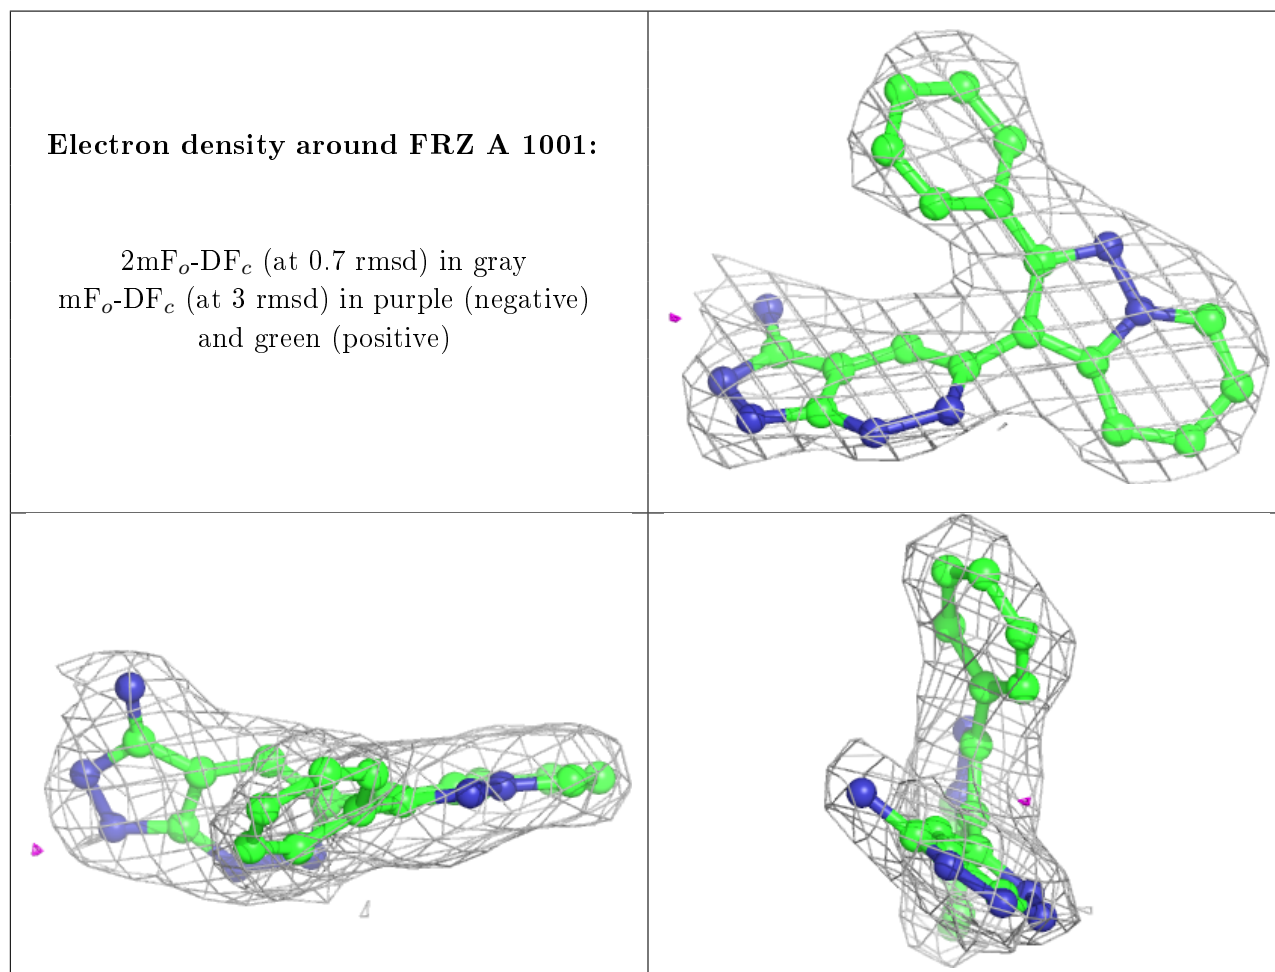 Electron density around FRZ A 1001:
2mFₒ-DF𝒸 (at 0.7 rmsd) in gray
mFₒ-DF𝒸 (at 3 rmsd) in purple (negative)
and green (positive)